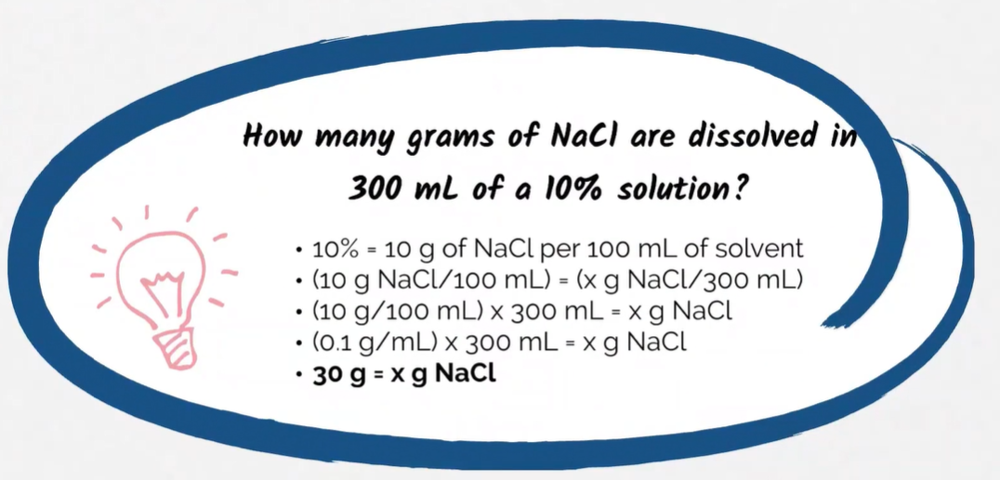 How many grams of NaCl are dissolved in
300 mL of a 10% solution?
• 10% = 10 g of NaCl per 100 mL of solvent
• (10 g NaCl/100 mL) = (x g NaCl/300 mL)
• (10 g/100 mL) x 300 mL = x g NaCl
• (0.1 g/mL) x 300 mL = x g NaCl
• 30 g = x g NaCl